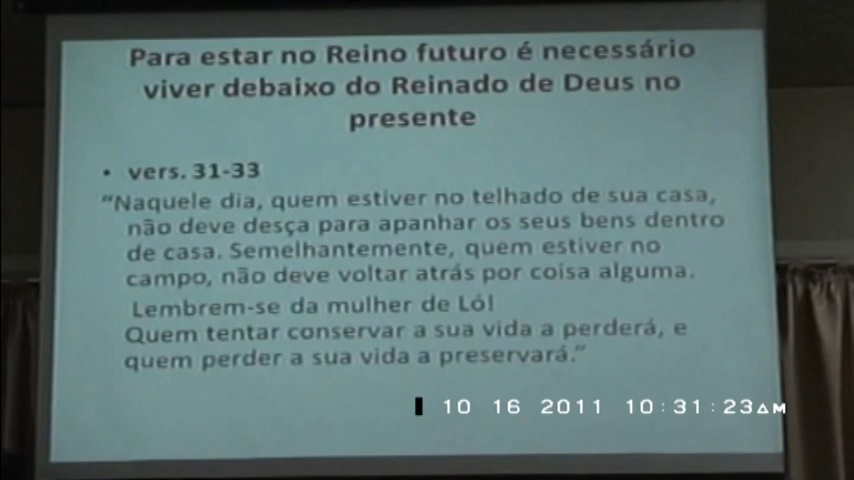 Para estar no Reino futuro é necessário
viver debaixo do Reinado de Deus no
presente
• vers. 31-33
“Naquele dia, quem estiver no telhado de sua casa,
não deve desça para apanhar os seus bens dentro
de casa. Semelhantemente, quem estiver no
campo, não deve voltar atrás por coisa alguma.
Lembrem-se da mulher de Ló!
Quem tentar conservar a sua vida a perderá, e
quem perder a sua vida a preservará.”
10 16 2011 10:31:23AM